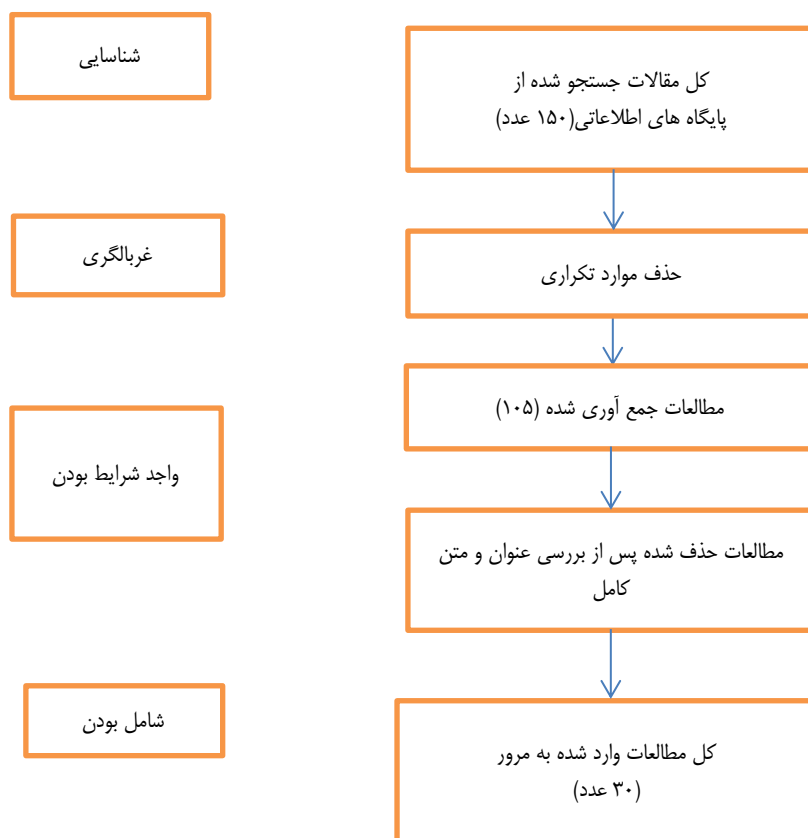 شناسایی
کل مقالات جستجو شده از
پایگاه های اطلاعاتی(۱۵۰ عدد)
غربالگری
حذف موارد تکراری
مطالعات جمع آوری شده (۱۰۵)
واجد شرایط بودن
مطالعات حذف شده پس از بررسی عنوان و متن
کامل
شامل بودن
کل مطالعات وارد شده به مرور
(۳۰ عدد)